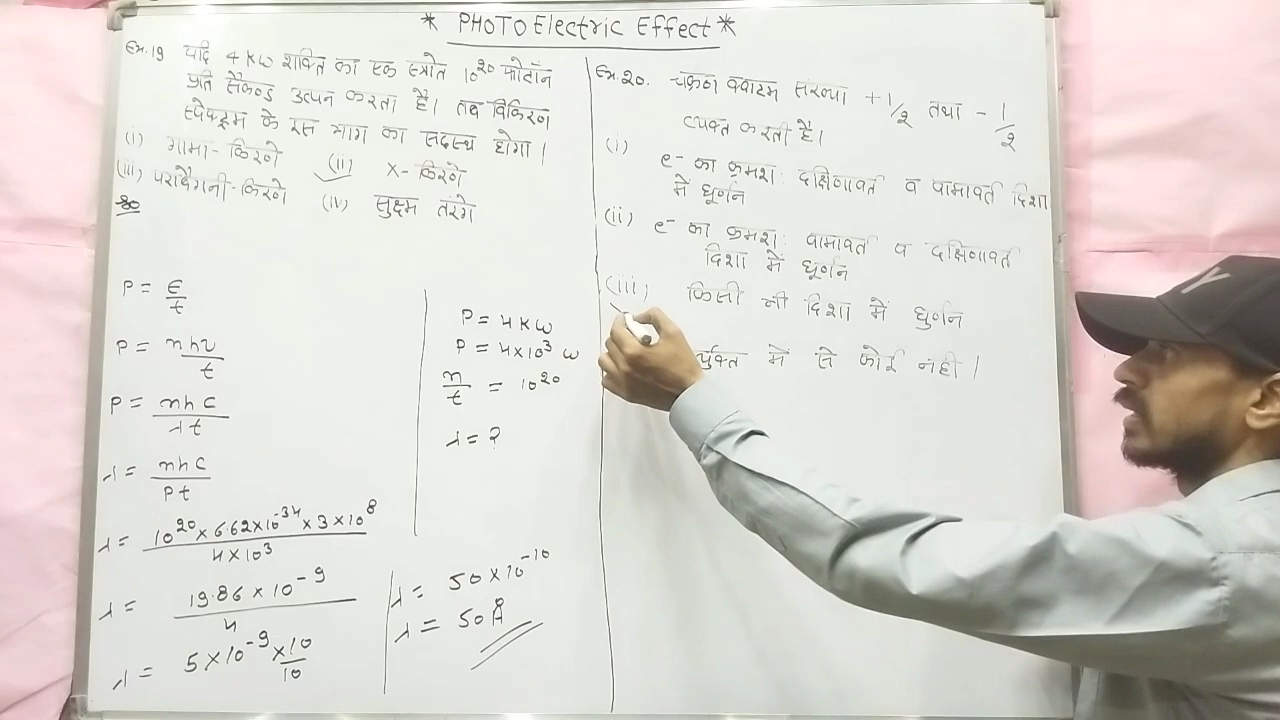 * PHOTO Electric Effect *
Ex.19 यदि 4 KW शक्ति का एक स्त्रोत 10²⁰ फोटॉन
प्रति सैकण्ड उत्पन करता है। तब विकिरण
स्पेक्ट्रम के इस भाग का सदस्य होगा।
(i) गामा-किरणे (ii) X-किरणे
(iii) पराबैगनी-किरणे (iv) सुक्ष्म तरंगे
P = E/t
P = nhν/t
P = nhc/λt
λ = nhc/Pt
λ = 10²⁰ × 6.62×10⁻³⁴ × 3×10⁸ / 4×10³
λ = 19.86 × 10⁻⁹ / 4
λ = 5×10⁻⁹ × 10/10
P = 4 KW
P = 4×10³ W
n/t = 10²⁰
λ = ?
λ = 50×10⁻¹⁰
λ = 50Å
Ex.20. चक्रण क्वाटम संख्या +1/2 तथा -1/2
व्यक्त करती है।
(i) e⁻ का क्रमश: दक्षिणावर्त व वामावर्त दिशा
में घूर्णन
(ii) e⁻ का क्रमश: वामावर्त व दक्षिणावर्त
दिशा में घूर्णन
(iii) किसी भी दिशा में घुर्णन
र्युक्त में से कोई नंही।
Y